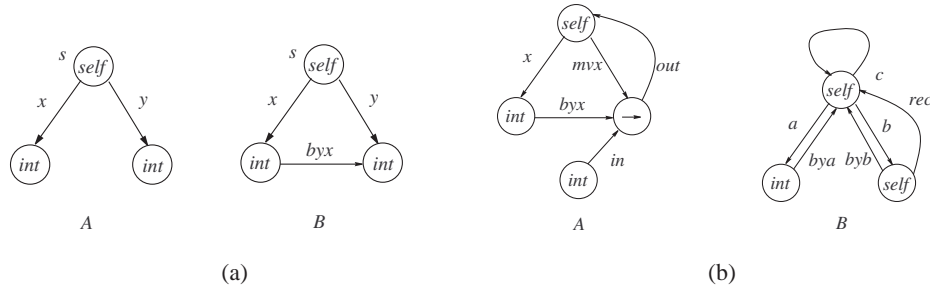 s
self
x
y
int
int
A
s
self
x
y
int
byx
int
B
(a)
self
x
mvx
out
int
byx
in
int
A
c
self
rec
a
b
bya
byb
int
self
B
(b)